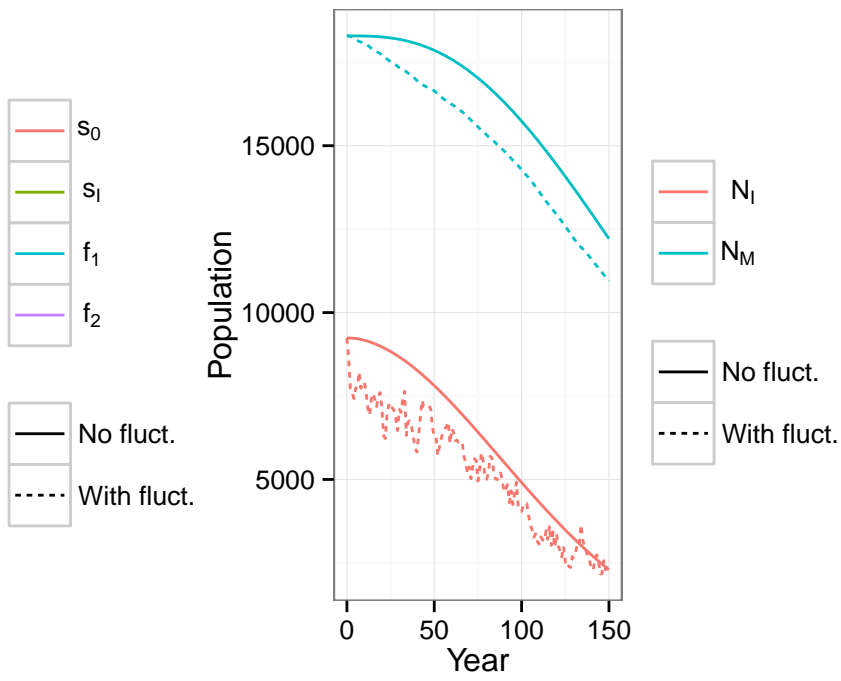 s0
sI
f1
f2
No fluct.
With fluct.
Population
15000
10000
5000
0 50 100 150
Year
NI
NM
No fluct.
With fluct.